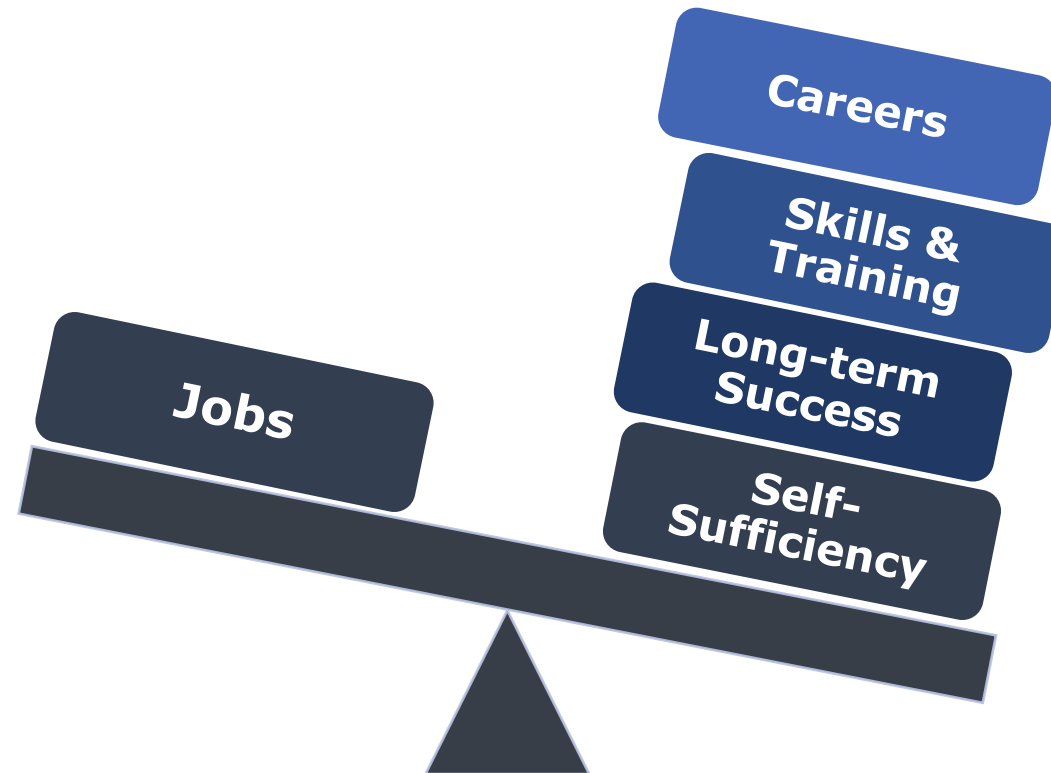 Careers
Skills &
Training
Long-term
Success
Self-
Sufficiency
Jobs